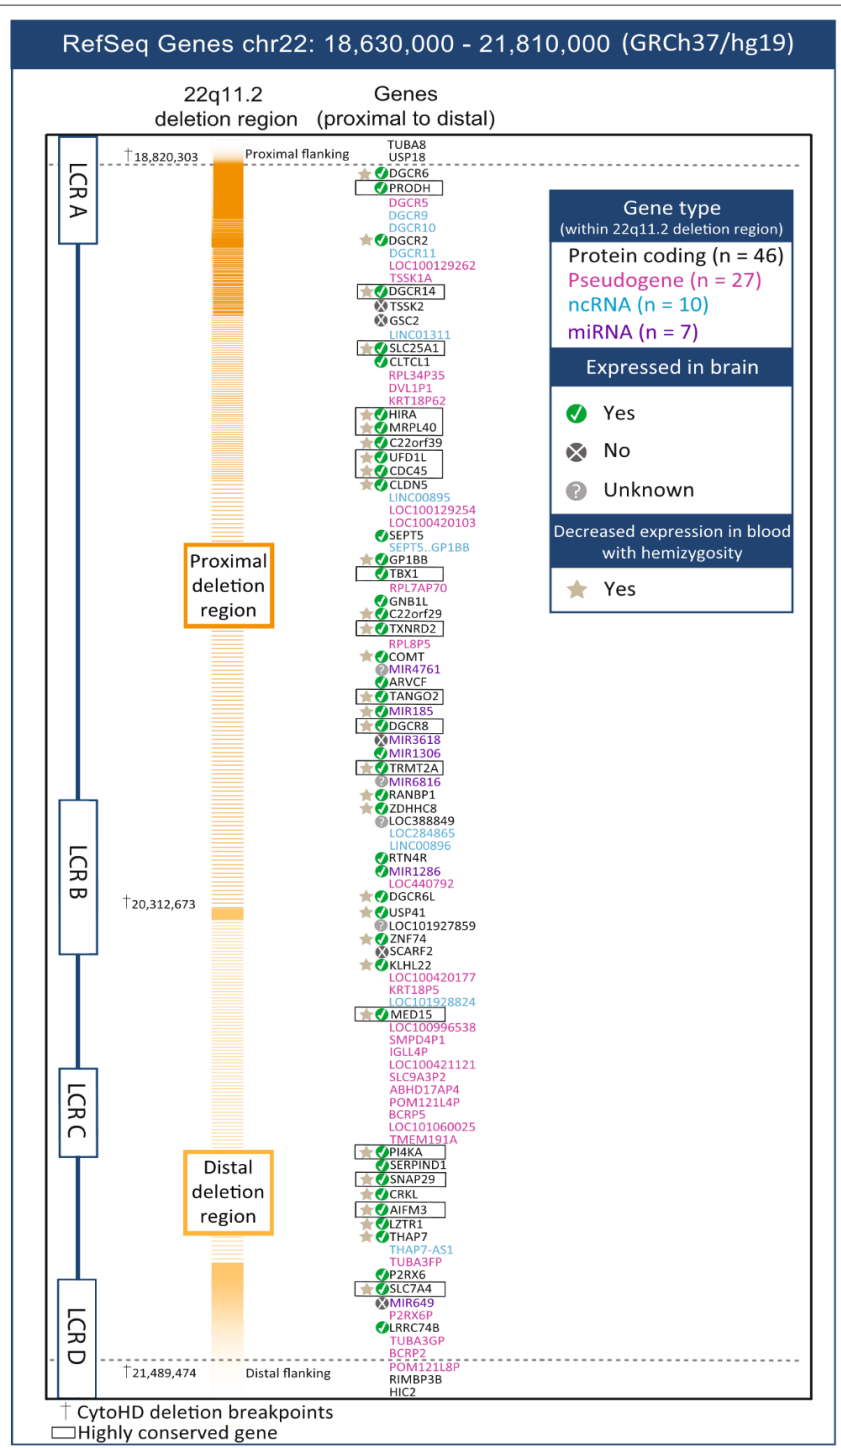 RefSeq Genes chr22: 18,630,000 - 21,810,000 (GRCh37/hg19)
22q11.2
deletion region
Genes
(proximal to distal)
LCR A
LCR B
LCR C
LCR D
†18,820,303
Proximal flanking
Proximal
deletion
region
†20,312,673
Distal
deletion
region
†21,489,474
Distal flanking
TUBA8
USP18
DGCR6
PRODH
DGCR5
DGCR9
DGCR10
DGCR2
DGCR11
LOC100129262
TSSK1A
DGCR14
TSSK2
GSC2
LINC01311
SLC25A1
CLTCL1
RPL34P35
DVL1P1
KRT18P62
HIRA
MRPL40
C22orf39
UFD1L
CDC45
CLDN5
LINC00895
LOC100129254
LOC100420103
SEPT5
SEPT5..GP1BB
GP1BB
TBX1
RPL7AP70
GNB1L
C22orf29
TXNRD2
RPL8P5
COMT
MIR4761
ARVCF
TANGO2
MIR185
DGCR8
MIR3618
MIR1306
TRMT2A
MIR6816
RANBP1
ZDHHC8
LOC388849
LOC284865
LINC00896
RTN4R
MIR1286
LOC440792
DGCR6L
USP41
LOC101927859
ZNF74
SCARF2
KLHL22
LOC100420177
KRT18P5
LOC101928824
MED15
LOC100996538
SMPD4P1
IGLL4P
LOC100421121
SLC9A3P2
ABHD17AP4
POM121L4P
BCRP5
LOC101060025
TMEM191A
PI4KA
SERPIND1
SNAP29
CRKL
AIFM3
LZTR1
THAP7
THAP7-AS1
TUBA3FP
P2RX6
SLC7A4
MIR649
P2RX6P
LRRC74B
TUBA3GP
BCRP2
POM121L8P
RIMBP3B
HIC2
Gene type
(within 22q11.2 deletion region)
Protein coding (n = 46)
Pseudogene (n = 27)
ncRNA (n = 10)
miRNA (n = 7)
Expressed in brain
Yes
No
? Unknown
Decreased expression in blood
with hemizygosity
Yes
† CytoHD deletion breakpoints
Highly conserved gene